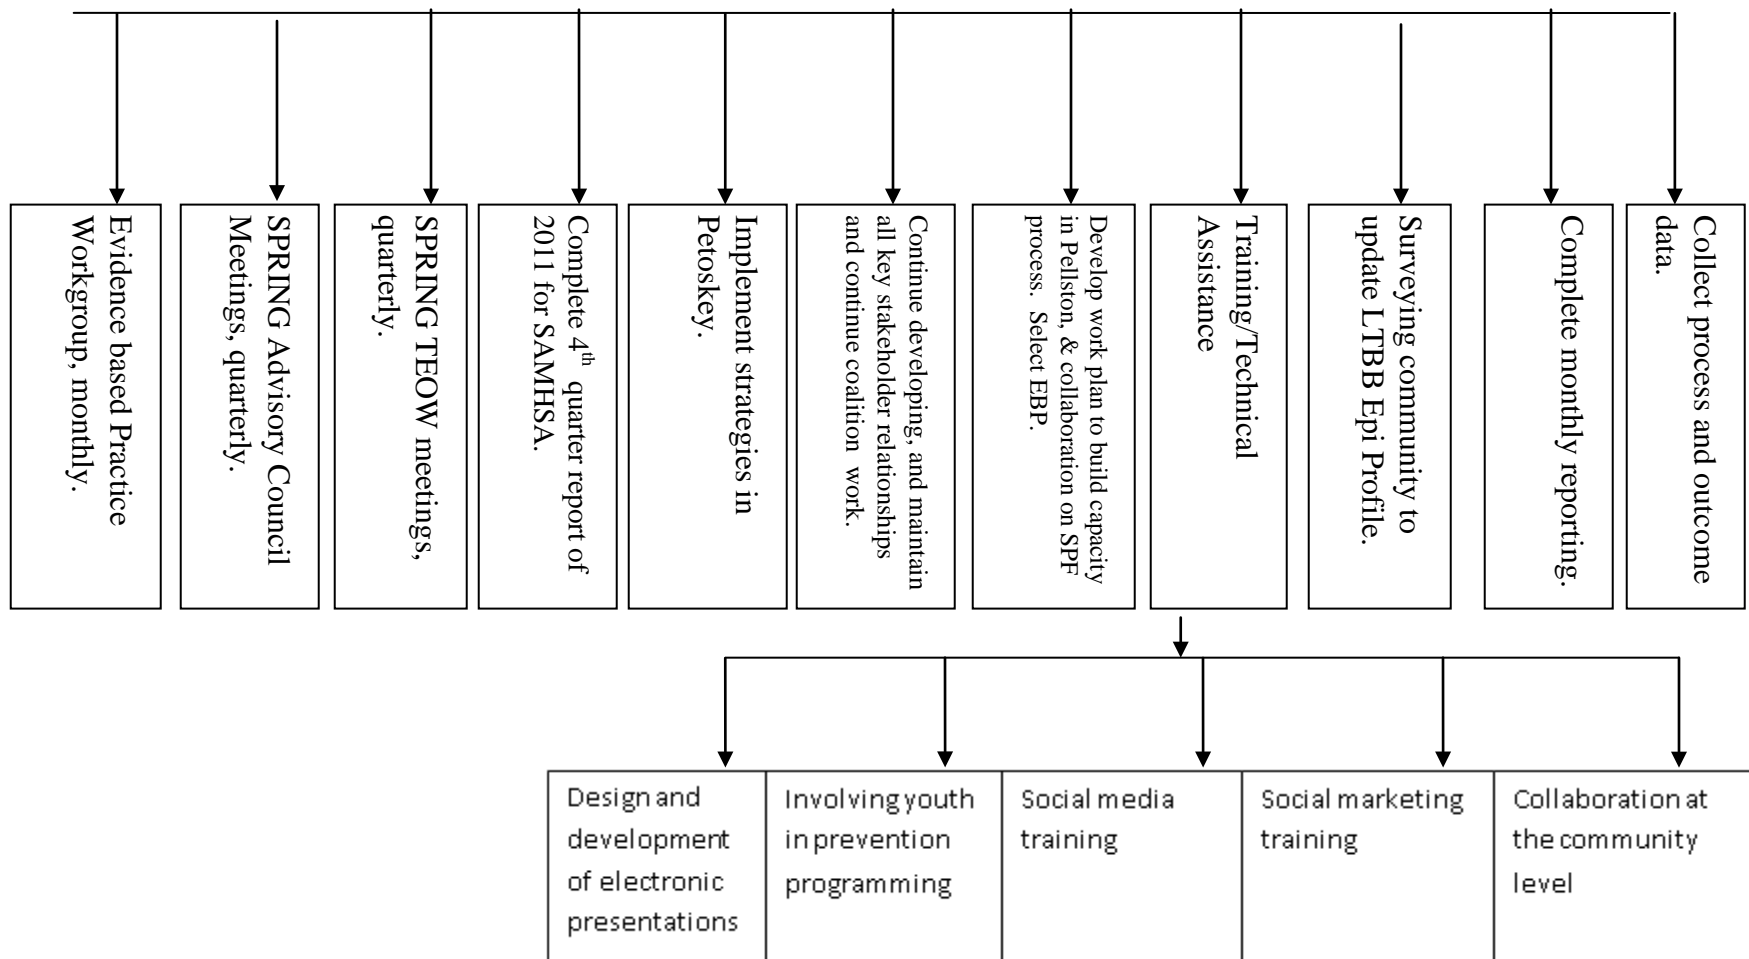 Evidence based Practice
Workgroup, monthly.
SPRING Advisory Council
Meetings, quarterly.
SPRING TEOW meetings,
quarterly.
Complete 4th quarter report of
2011 for SAMHSA.
Implement strategies in
Petoskey.
Continue developing, and maintain
all key stakeholder relationships
and continue coalition work.
Develop work plan to build capacity
in Pellston, & collaboration on SPF
process. Select EBP.
Training/Technical
Assistance
Surveying community to
update LTBB Epi Profile.
Complete monthly reporting.
Collect process and outcome
data.
Design and
development
of electronic
presentations
Involving youth
in prevention
programming
Social media
training
Social marketing
training
Collaboration at
the community
level